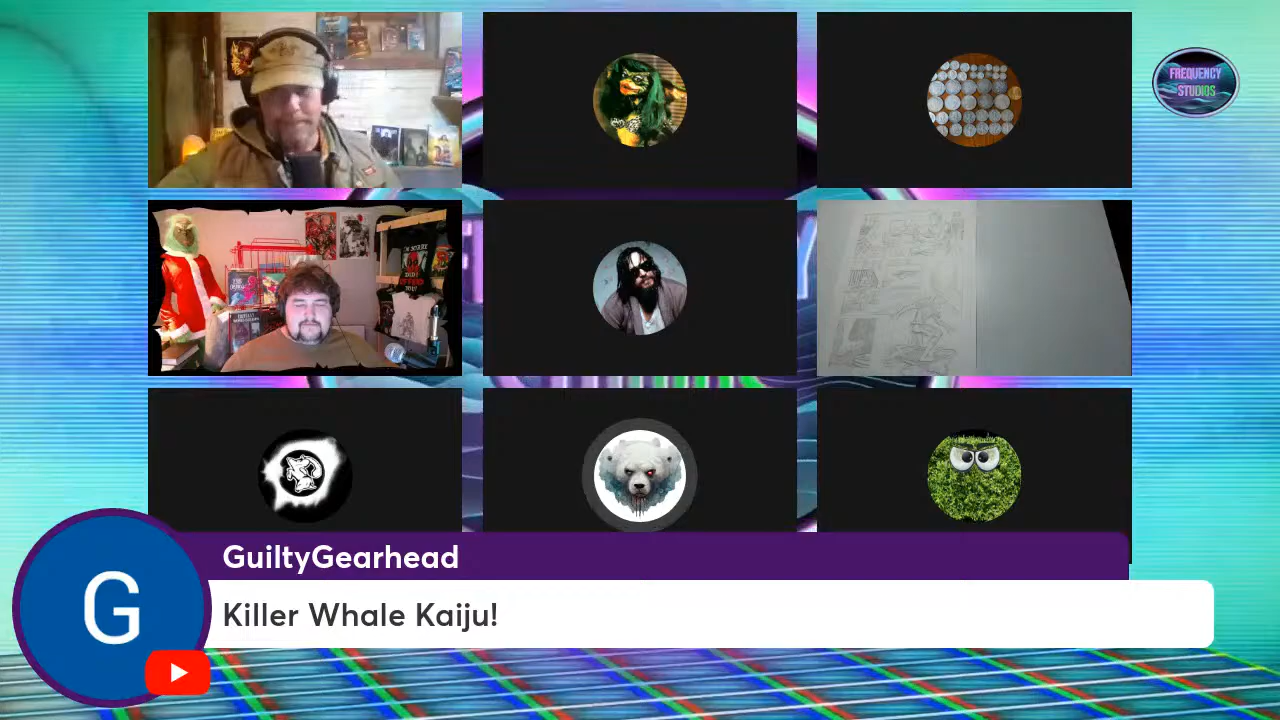 FREQUENCY
STUDIOS
GuiltyGearhead
G
Killer Whale Kaiju!